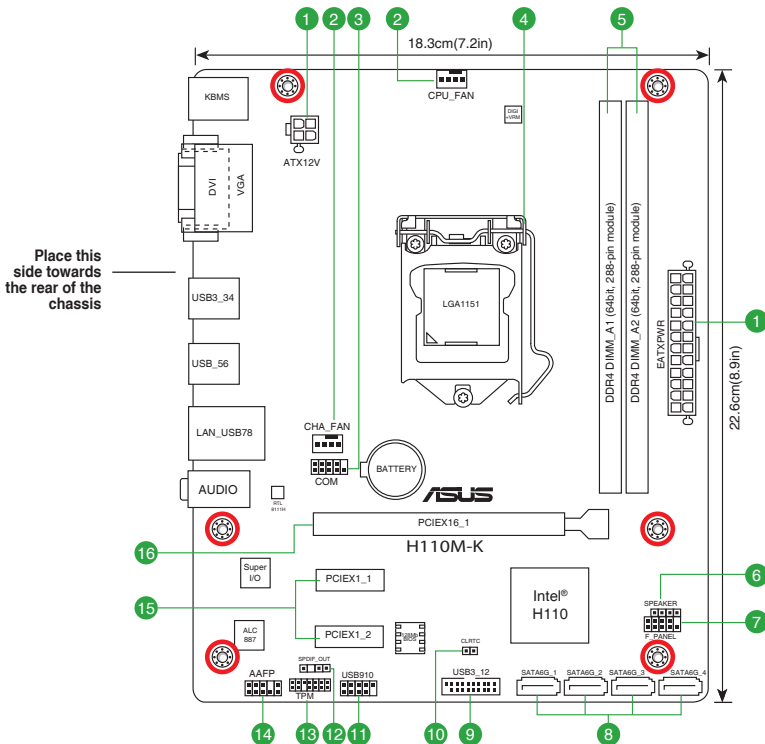 1
2
3
2
4
5
18.3cm(7.2in)
KBMS
CPU_FAN
DIGI
+VRM
ATX12V
DVI
VGA
Place this
side towards
the rear of the
chassis
USB3_34
LGA1151
DDR4 DIMM_A1 (64bit, 288-pin module)
DDR4 DIMM_A2 (64bit, 288-pin module)
EATXPWR
1
22.6cm(8.9in)
USB_56
LAN_USB78
CHA_FAN
COM
BATTERY
AUDIO
RTL
8111H
ASUS
PCIEX16_1
16
H110M-K
Super
I/O
PCIEX1_1
Intel®
H110
6
15
SPEAKER
7
F_PANEL
ALC
887
PCIEX1_2
BIOS
CLRTC
SPDIF_OUT
AAFP
TPM
USB910
USB3_12
SATA6G_1
SATA6G_2
SATA6G_3
SATA6G_4
14
13
12
11
10
9
8